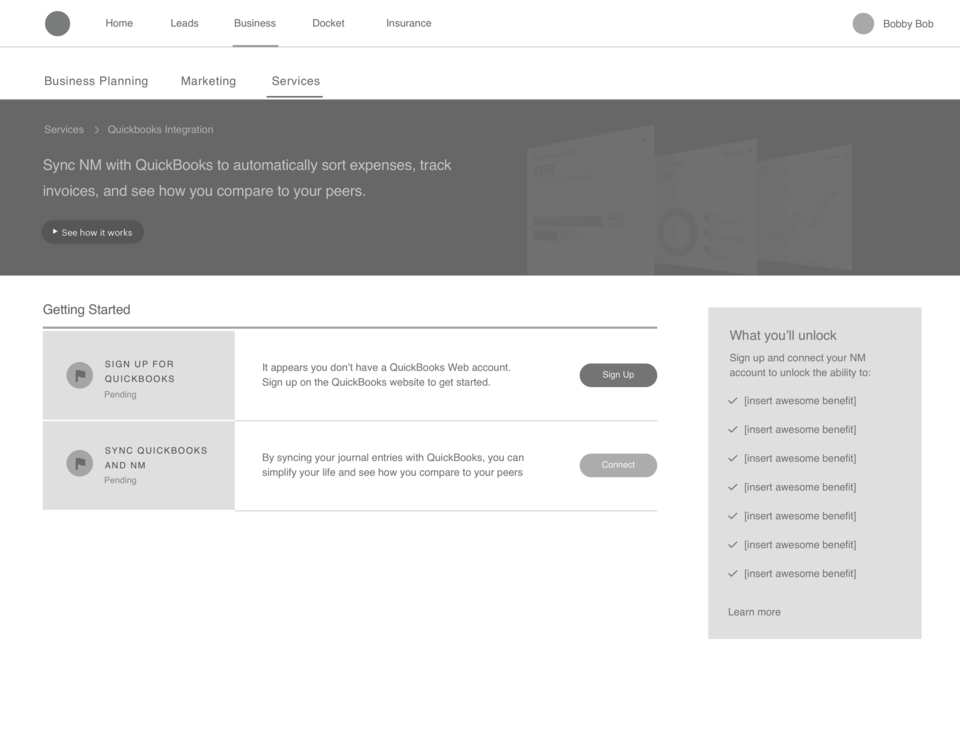 Home Leads Business Docket Insurance Bobby Bob
Business Planning Marketing Services
Services Quickbooks Integration
Sync NM with QuickBooks to automatically sort expenses, track
invoices, and see how you compare to your peers.
See how it works
Getting Started
SIGN UP FOR
QUICKBOOKS
Pending
It appears you don't have a QuickBooks Web account.
Sign up on the QuickBooks website to get started.
Sign Up
SYNC QUICKBOOKS
AND NM
Pending
By syncing your journal entries with QuickBooks, you can
simplify your life and see how you compare to your peers
Connect
What you'll unlock
Sign up and connect your NM
account to unlock the ability to:
[insert awesome benefit]
[insert awesome benefit]
[insert awesome benefit]
[insert awesome benefit]
[insert awesome benefit]
[insert awesome benefit]
[insert awesome benefit]
Learn more